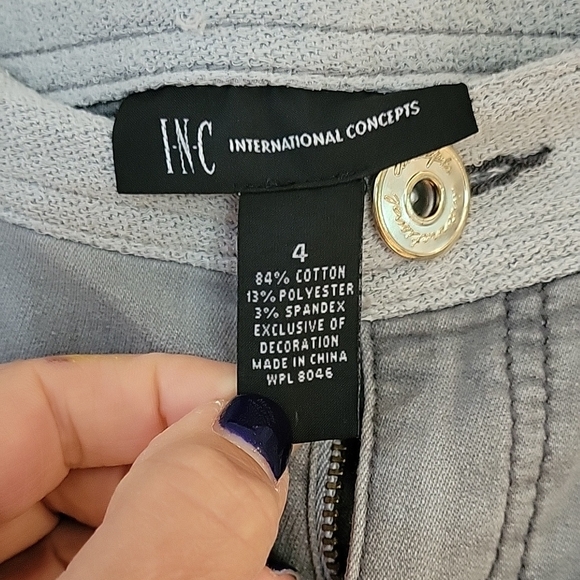 I·N·C INTERNATIONAL CONCEPTS
4
84% COTTON
13% POLYESTER
3% SPANDEX
EXCLUSIVE OF
DECORATION
MADE IN CHINA
WPL 8046